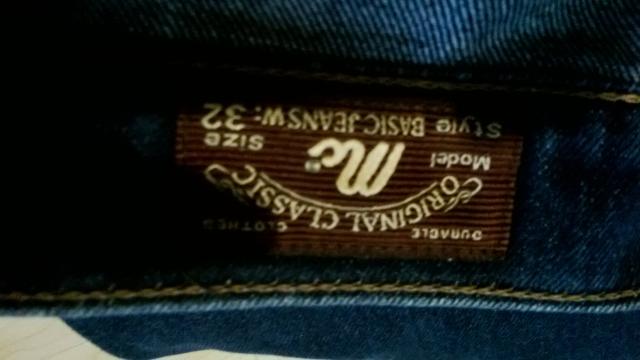 DURABLE CLOTHES
ORIGINAL CLASSIC
Model Mc Size
Style BASIC JEANS W: 32